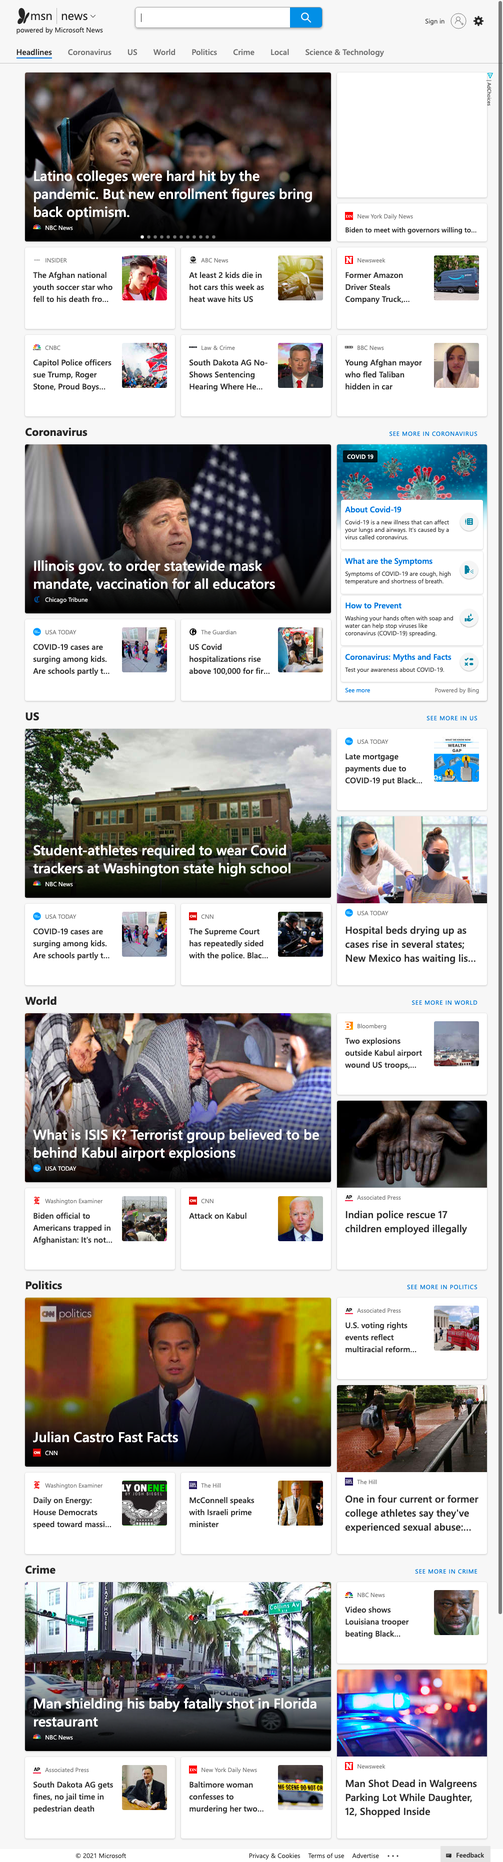 msn | news
powered by Microsoft News
Sign in
Headlines Coronavirus US World Politics Crime Local Science & Technology
Latino colleges were hard hit by the
pandemic. But new enrollment figures bring
back optimism.
NBC News
AdChoices
New York Daily News
Biden to meet with governors willing to...
INSIDER
The Afghan national
youth soccer star who
fell to his death fro...
ABC News
At least 2 kids die in
hot cars this week as
heat wave hits US
Newsweek
Former Amazon
Driver Steals
Company Truck,...
CNBC
Capitol Police officers
sue Trump, Roger
Stone, Proud Boys...
Law & Crime
South Dakota AG No-
Shows Sentencing
Hearing Where He...
BBC News
Young Afghan mayor
who fled Taliban
hidden in car
Coronavirus
SEE MORE IN CORONAVIRUS
Illinois gov. to order statewide mask
mandate, vaccination for all educators
Chicago Tribune
COVID 19
About Covid-19
Covid-19 is a new illness that can affect
your lungs and airways. It's caused by a
virus called coronavirus.
What are the Symptoms
Symptoms of COVID-19 are cough, high
temperature and shortness of breath.
How to Prevent
Washing your hands often with soap and
water can help stop viruses like
coronavirus (COVID-19) spreading.
Coronavirus: Myths and Facts
Test your awareness about COVID-19.
See more
Powered by Bing
USA TODAY
COVID-19 cases are
surging among kids.
Are schools partly t...
The Guardian
US Covid
hospitalizations rise
above 100,000 for fir...
US
SEE MORE IN US
Student-athletes required to wear Covid
trackers at Washington state high school
NBC News
USA TODAY
Late mortgage
payments due to
COVID-19 put Black...
WEALTH
GAP
USA TODAY
Hospital beds drying up as
cases rise in several states;
New Mexico has waiting lis...
USA TODAY
COVID-19 cases are
surging among kids.
Are schools partly t...
CNN
The Supreme Court
has repeatedly sided
with the police. Blac...
World
SEE MORE IN WORLD
What is ISIS K? Terrorist group believed to be
behind Kabul airport explosions
USA TODAY
Bloomberg
Two explosions
outside Kabul airport
wound US troops,...
AP Associated Press
Indian police rescue 17
children employed illegally
Washington Examiner
Biden official to
Americans trapped in
Afghanistan: 'It's not...
CNN
Attack on Kabul
Politics
SEE MORE IN POLITICS
CNN politics
Julian Castro Fast Facts
CNN
AP Associated Press
U.S. voting rights
events reflect
multiracial reform...
The Hill
One in four current or former
college athletes say they've
experienced sexual abuse:...
Washington Examiner
Daily on Energy:
House Democrats
speed toward massi...
LY ON ENE
BY JOSH SIEGEL
The Hill
McConnell speaks
with Israeli prime
minister
Crime
SEE MORE IN CRIME
Collins Av
POLICE
Man shielding his baby fatally shot in Florida
restaurant
NBC News
NBC News
Video shows
Louisiana trooper
beating Black...
Newsweek
Man Shot Dead in Walgreens
Parking Lot While Daughter,
12, Shopped Inside
AP Associated Press
South Dakota AG gets
fines, no jail time in
pedestrian death
New York Daily News
Baltimore woman
confesses to
murdering her two...
ME SCENE DO NOT C
© 2021 Microsoft
Privacy & Cookies Terms of use Advertise ...
Feedback